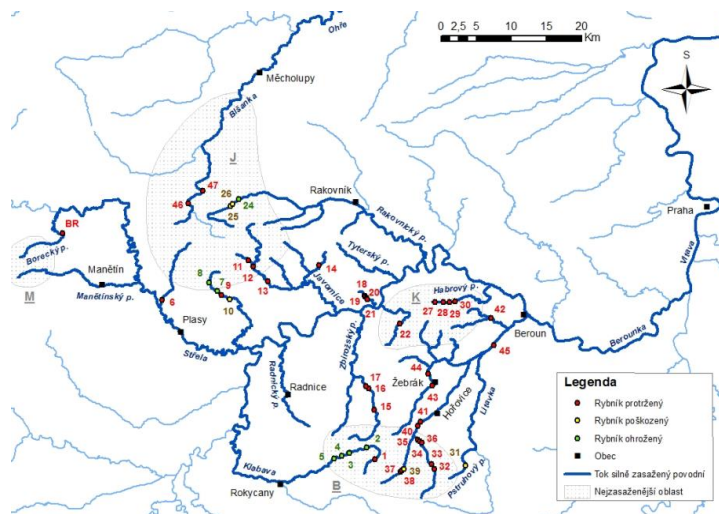 0 2,5 5 10 15 20
Km
S
Ohře
Měcholupy
Blšanka
J
47
46
26
24
25
Rakovník
Rakovnický p.
Praha
Vltava
BR
Borecký p.
M
Manětín
Manětínský p.
Tyterský p.
11
12
13
14
Javornice
8
7
9
10
6
Plasy
Střela
18
19
20
21
K
Habrový p.
27
28
29
30
42
22
Beroun
45
Berounka
Zbirožský p.
Radnický p.
Radnice
17
16
15
44
Žebrák
43
Hořovice
Litavka
41
40
35
36
34
33
32
31
Pstruhový p.
2
4
5
3
1
37
39
38
B
Klabava
Rokycany
Legenda
Rybník protržený
Rybník poškozený
Rybník ohrožený
Obec
Tok silně zasažený povodní
Nejzasaženější oblast